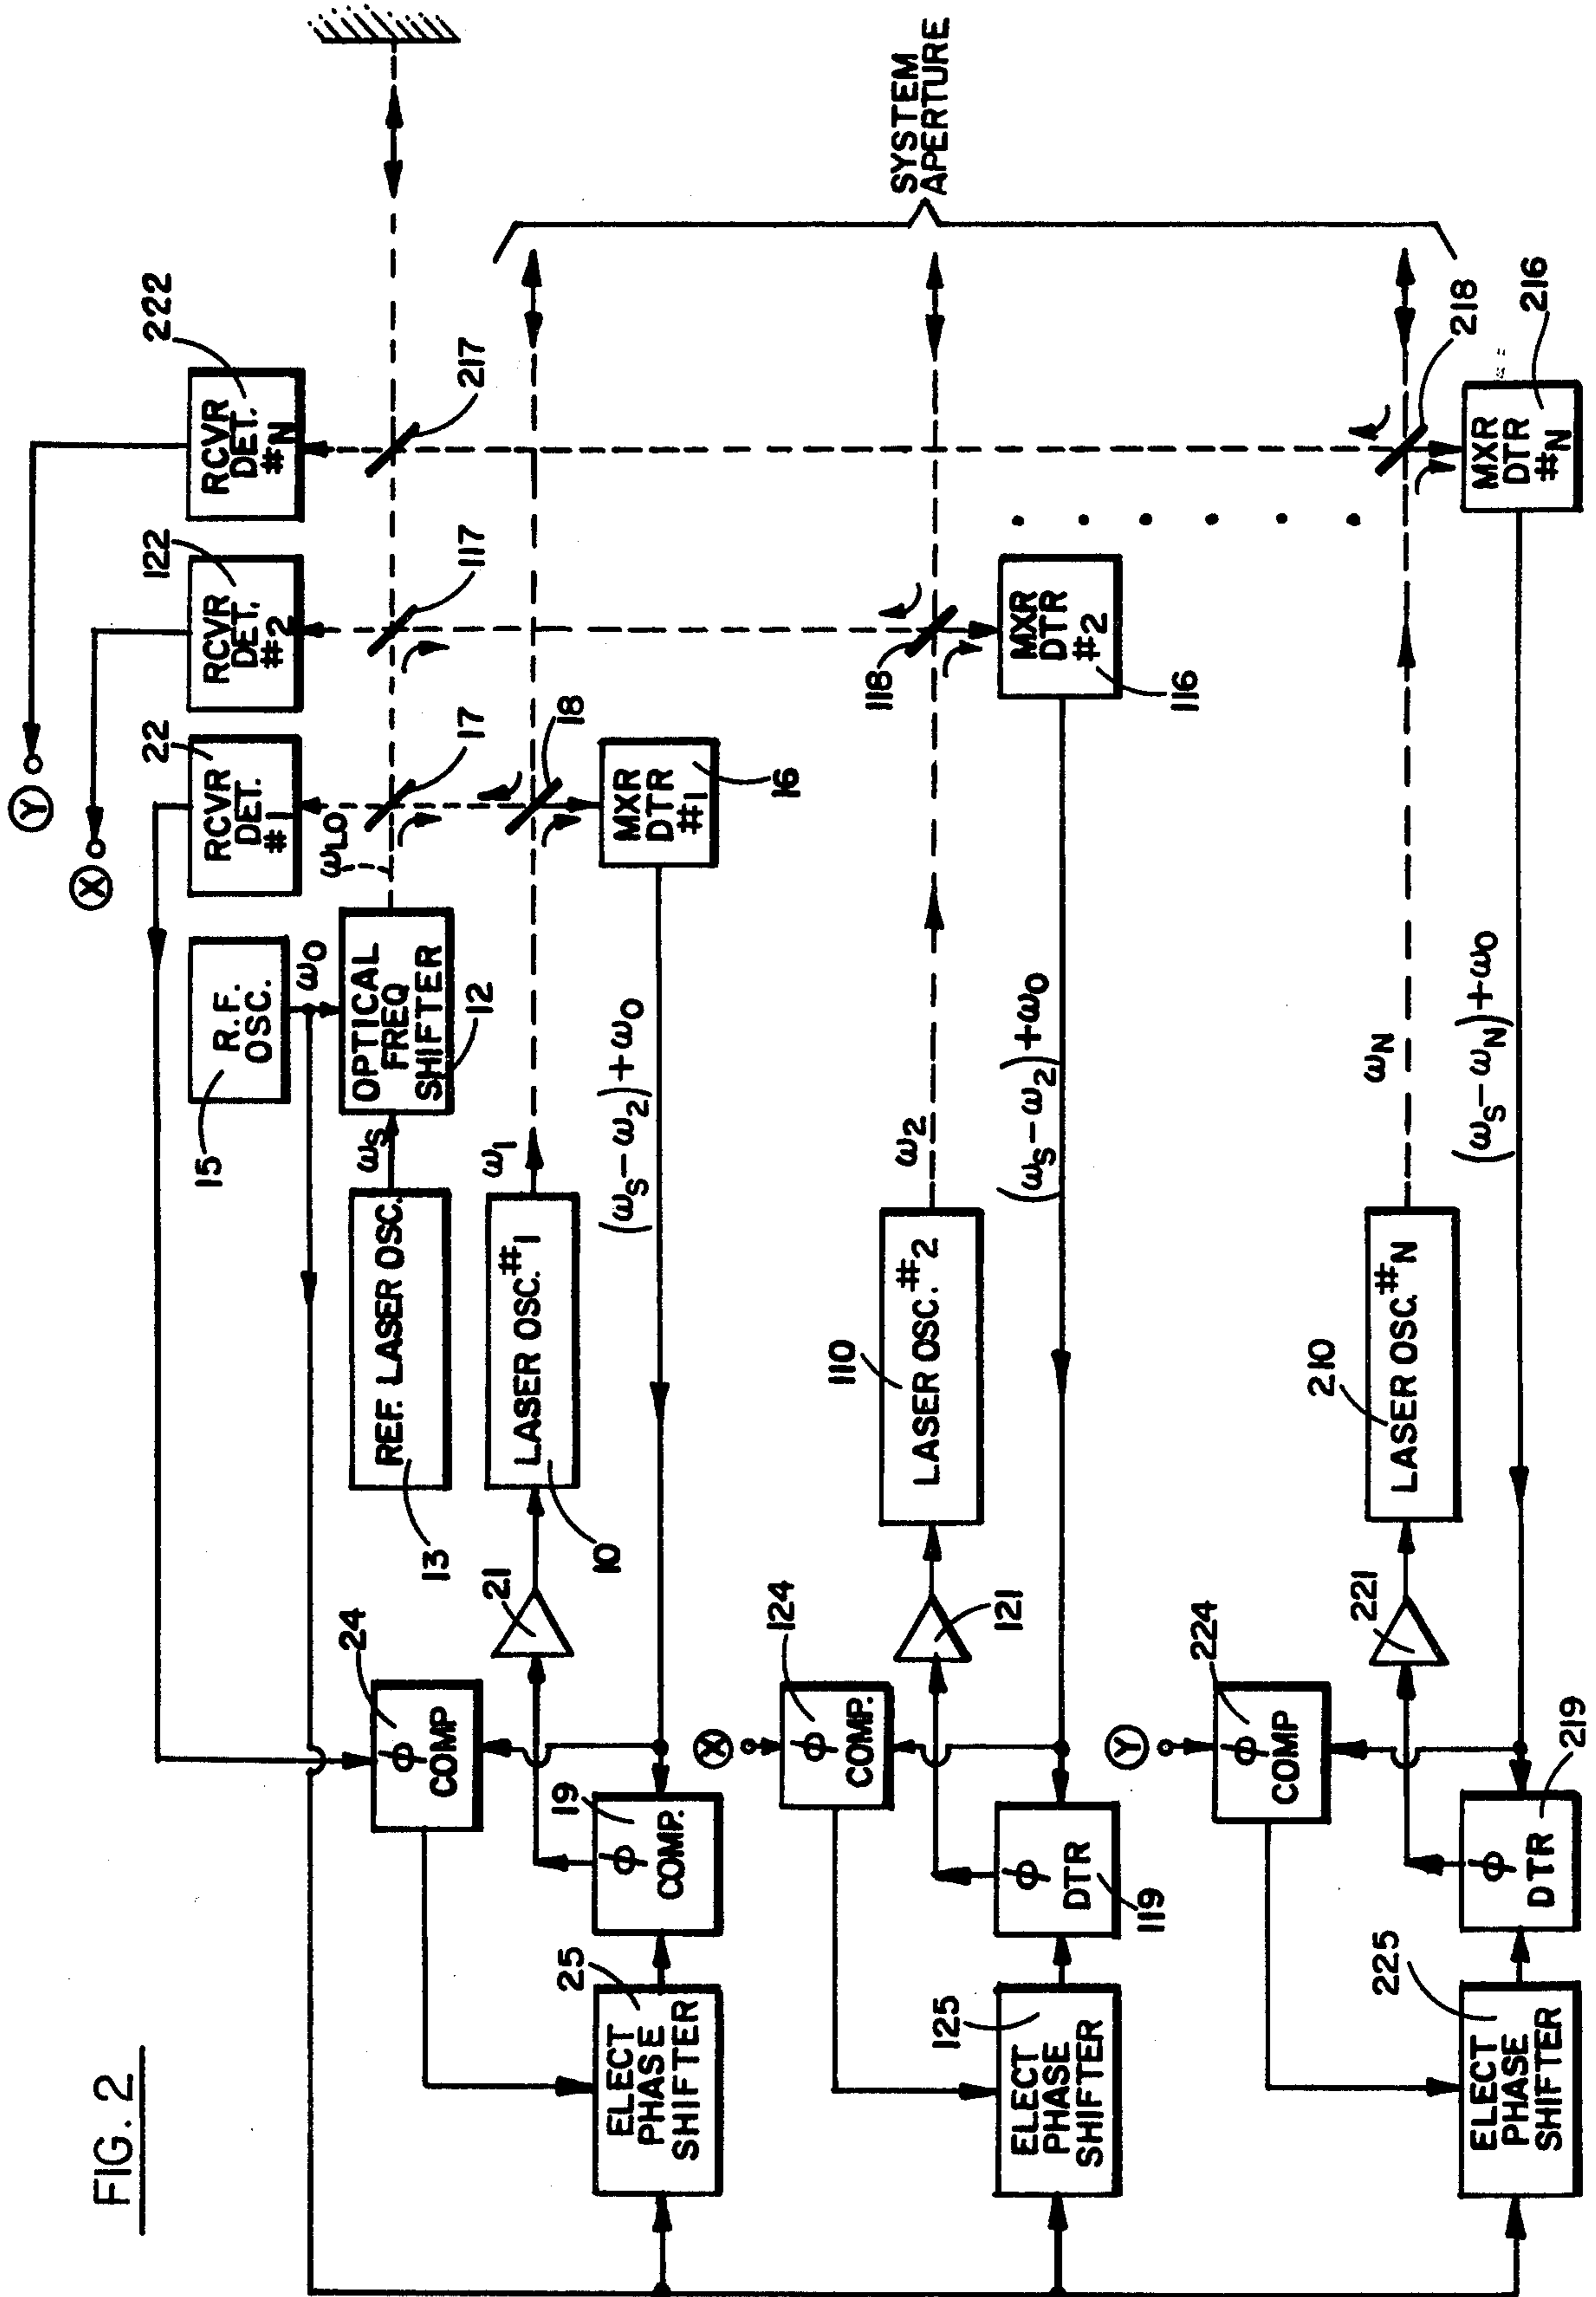 FIG. 2
Y
X
RCVR
DET.
#1
22
RCVR
DET.
#2
122
RCVR
DET.
#N
222
R.F.
OSC.
15
ω0
OPTICAL
FREQ
SHIFTER
12
ωLO
17
117
217
REF. LASER OSC.
13
ωS
24
ϕ
COMP
21
LASER OSC. #1
10
ω1
18
SYSTEM
APERTURE
ELECT
PHASE
SHIFTER
25
ϕ
COMP.
19
(ωS–ω2)+ω0
MXR
DTR
#1
16
X
124
ϕ
COMP.
121
LASER OSC. #2
110
ω2
118
ELECT
PHASE
SHIFTER
125
ϕ
DTR
119
(ωS–ω2)+ω0
MXR
DTR
#2
116
Y
224
ϕ
COMP
221
LASER OSC. #N
210
ωN
218
ELECT
PHASE
SHIFTER
225
ϕ
DTR
219
(ωS–ωN)+ω0
MXR
DTR
#N
216